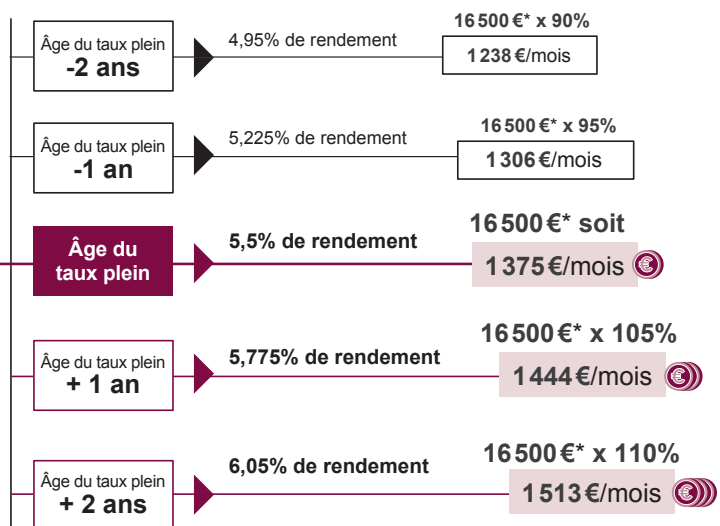 Âge du taux plein
-2 ans
4,95% de rendement
16 500 €* x 90%
1 238 €/mois
Âge du taux plein
-1 an
5,225% de rendement
16 500 €* x 95%
1 306 €/mois
Âge du
taux plein
5,5% de rendement
16 500 €* soit
1 375 €/mois
€
Âge du taux plein
+ 1 an
5,775% de rendement
16 500 €* x 105%
1 444 €/mois
€
Âge du taux plein
+ 2 ans
6,05% de rendement
16 500 €* x 110%
1 513 €/mois
€